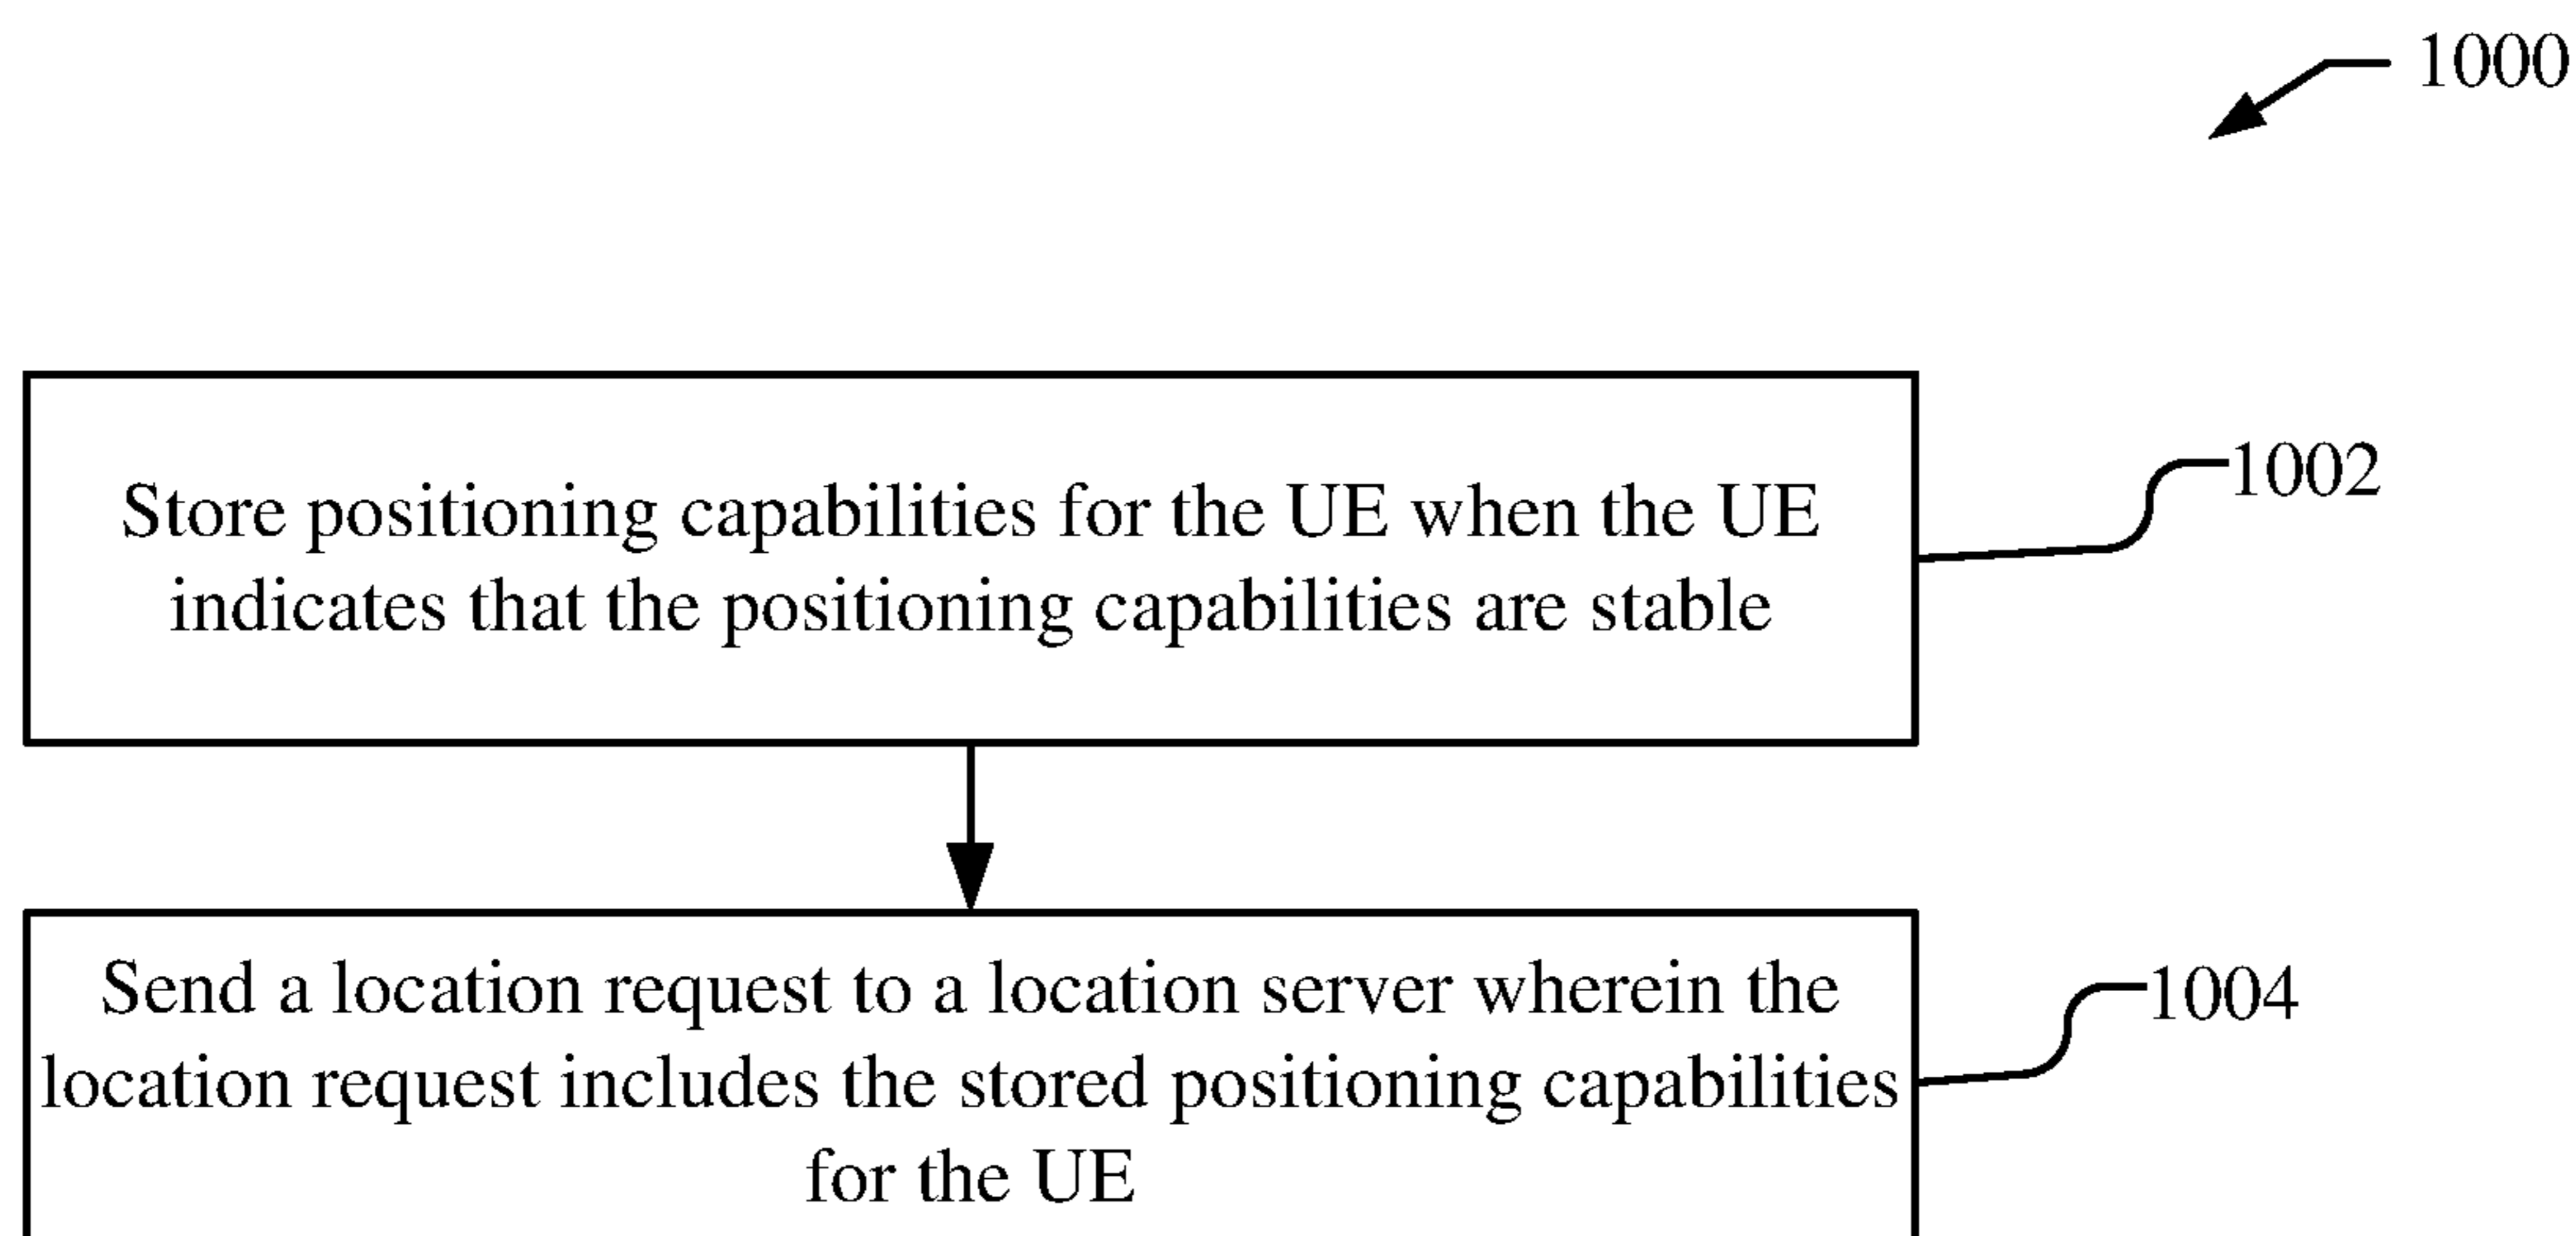 1000
Store positioning capabilities for the UE when the UE
indicates that the positioning capabilities are stable
1002
Send a location request to a location server wherein the
location request includes the stored positioning capabilities
for the UE
1004